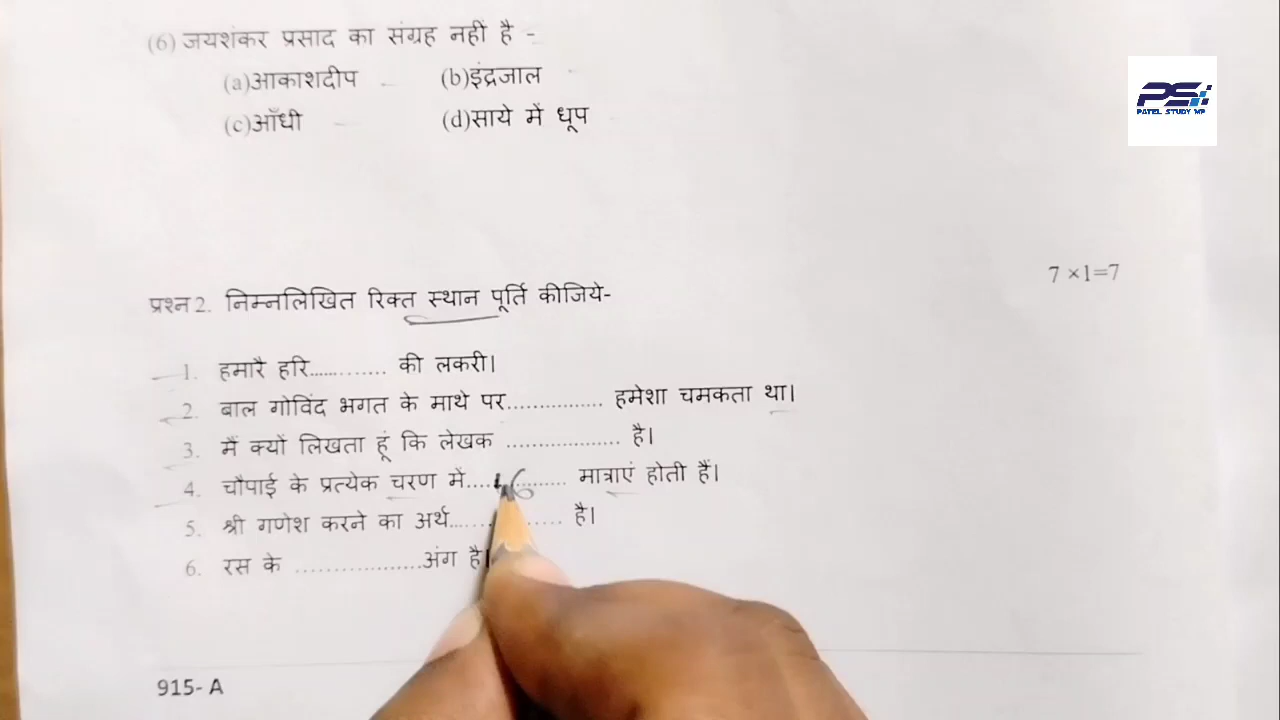 (6) जयशंकर प्रसाद का संग्रह नहीं है -
(a)आकाशदीप (b)इंद्रजाल
(c)आँधी (d)साये में धूप
PS
PATEL STUDY MP
7 ×1=7
प्रश्न 2. निम्नलिखित रिक्त स्थान पूर्ति कीजिये-
1. हमारै हरि............. की लकरी।
2. बाल गोविंद भगत के माथे पर................ हमेशा चमकता था।
3. मैं क्यों लिखता हूं कि लेखक ................... है।
4. चौपाई के प्रत्येक चरण में....16......... मात्राएं होती हैं।
5. श्री गणेश करने का अर्थ................ है।
6. रस के ..................अंग है।
915- A